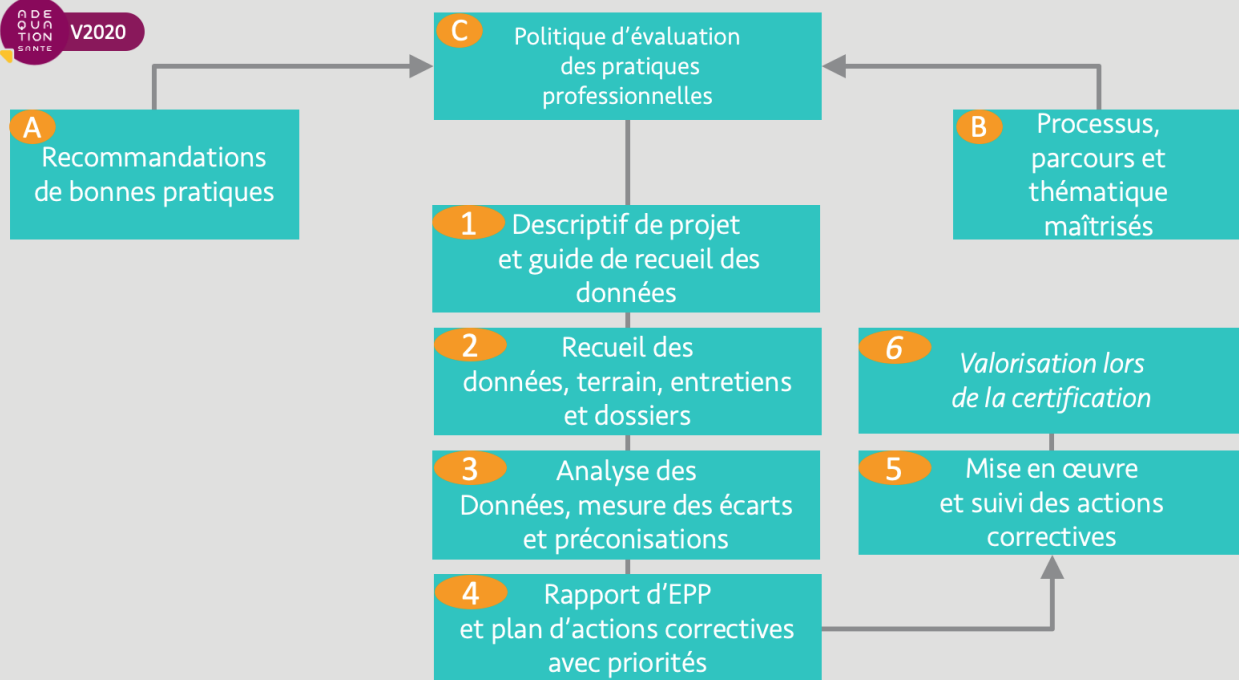 ADE
QUA
TION
SANTE
V2020
C
Politique d'évaluation
des pratiques
professionnelles
A
Recommandations
de bonnes pratiques
B
Processus,
parcours et
thématique
maîtrisés
1
Descriptif de projet
et guide de recueil des
données
2
Recueil des
données, terrain, entretiens
et dossiers
3
Analyse des
Données, mesure des écarts
et préconisations
4
Rapport d'EPP
et plan d'actions correctives
avec priorités
6
Valorisation lors
de la certification
5
Mise en œuvre
et suivi des actions
correctives